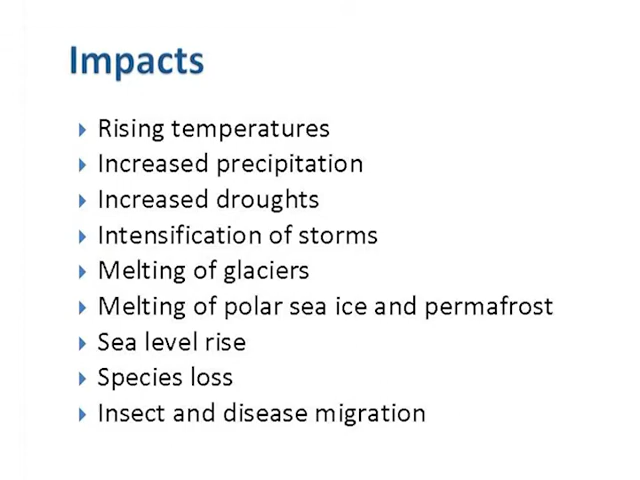 Impacts
Rising temperatures
Increased precipitation
Increased droughts
Intensification of storms
Melting of glaciers
Melting of polar sea ice and permafrost
Sea level rise
Species loss
Insect and disease migration